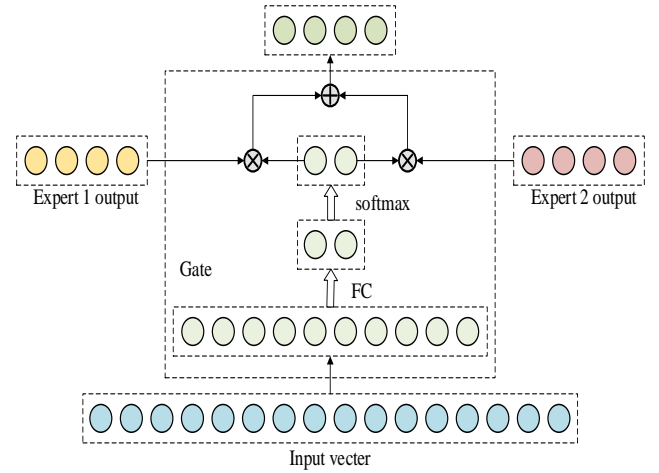 Expert 1 output
Expert 2 output
softmax
Gate
FC
Input vecter